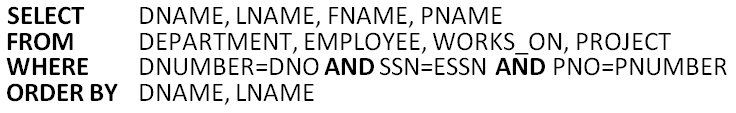 SELECT DNAME, LNAME, FNAME, PNAME
FROM DEPARTMENT, EMPLOYEE, WORKS_ON, PROJECT
WHERE DNUMBER=DNO AND SSN=ESSN AND PNO=PNUMBER
ORDER BY DNAME, LNAME